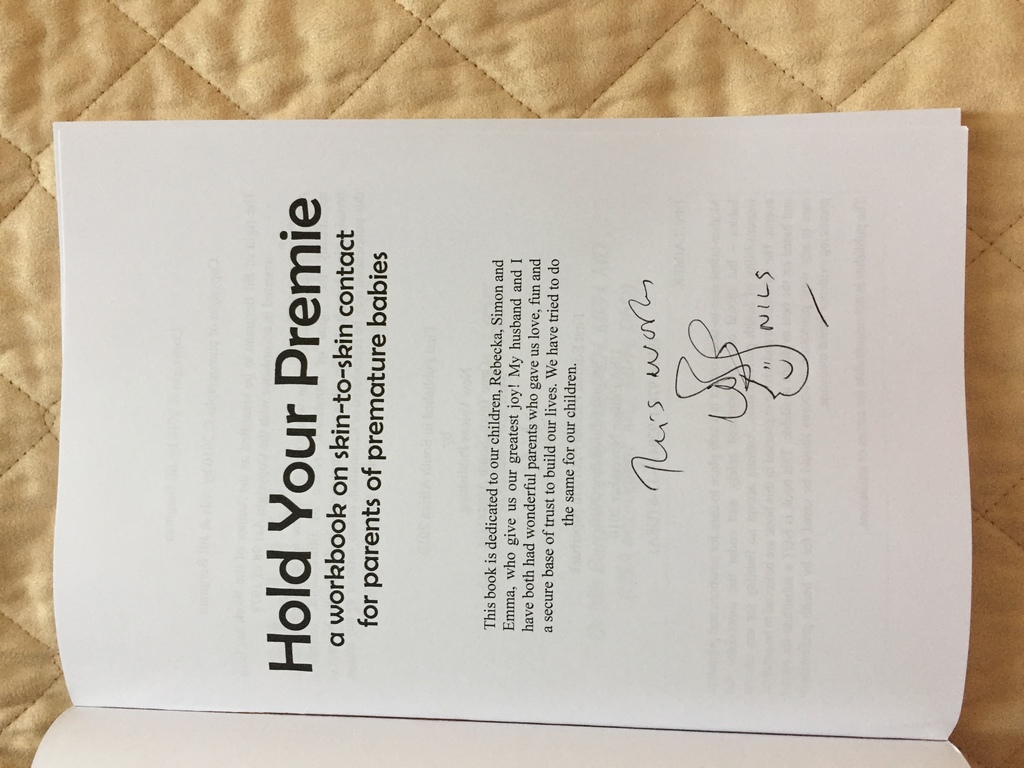 Hold Your Premie
a workbook on skin-to-skin contact
for parents of premature babies
This book is dedicated to our children, Rebecka, Simon and
Emma, who give us our greatest joy! My husband and I
have both had wonderful parents who gave us love, fun and
a secure base of trust to build our lives. We have tried to do
the same for our children.
This works
NILS